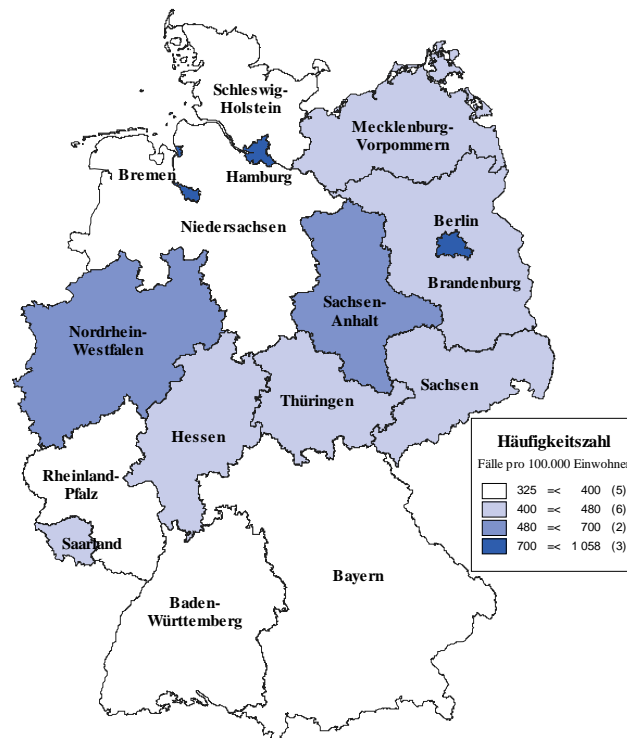 Schleswig-
Holstein
Mecklenburg-
Vorpommern
Bremen
Hamburg
Niedersachsen
Berlin
Brandenburg
Sachsen-
Anhalt
Nordrhein-
Westfalen
Sachsen
Thüringen
Hessen
Rheinland-
Pfalz
Saarland
Bayern
Baden-
Württemberg
Häufigkeitszahl
Fälle pro 100.000 Einwohner
325 =< 400 (5)
400 =< 480 (6)
480 =< 700 (2)
700 =< 1 058 (3)